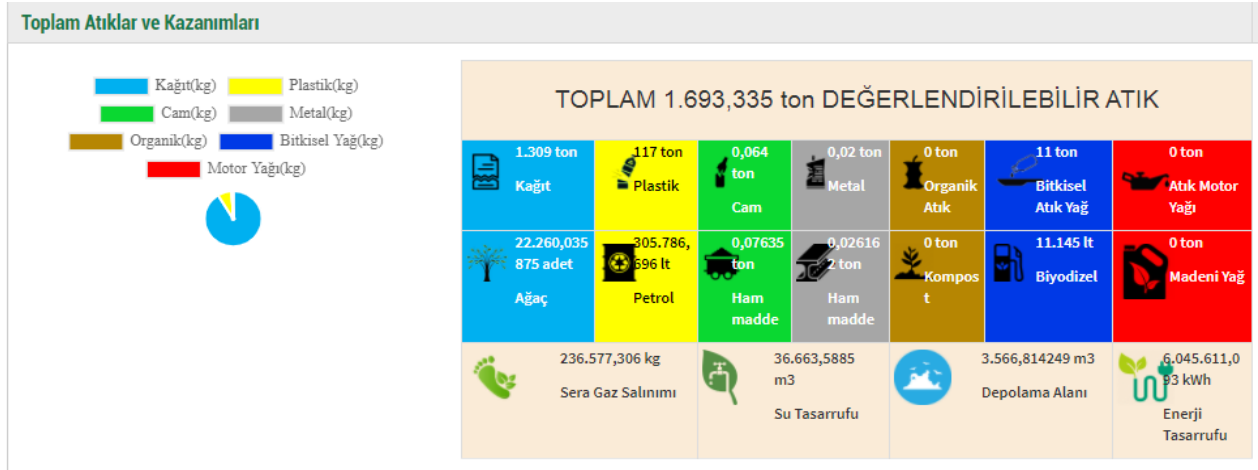 Toplam Atıklar ve Kazanımları
Kağıt(kg) Plastik(kg)
Cam(kg) Metal(kg)
Organik(kg) Bitkisel Yağ(kg)
Motor Yağı(kg)
TOPLAM 1.693,335 ton DEĞERLENDİRİLEBİLİR ATIK
1.309 ton
Kağıt
117 ton
Plastik
0,064
ton
Cam
0,02 ton
Metal
0 ton
Organik
Atık
11 ton
Bitkisel
Atık Yağ
0 ton
Atık Motor
Yağı
22.260,035
875 adet
Ağaç
305.786,
696 lt
Petrol
0,07635
ton
Ham
madde
0,02616
2 ton
Ham
madde
0 ton
Kompos
t
11.145 lt
Biyodizel
0 ton
Madeni Yağ
236.577,306 kg
Sera Gaz Salınımı
36.663,5885
m3
Su Tasarrufu
3.566,814249 m3
Depolama Alanı
6.045.611,0
93 kWh
Enerji
Tasarrufu